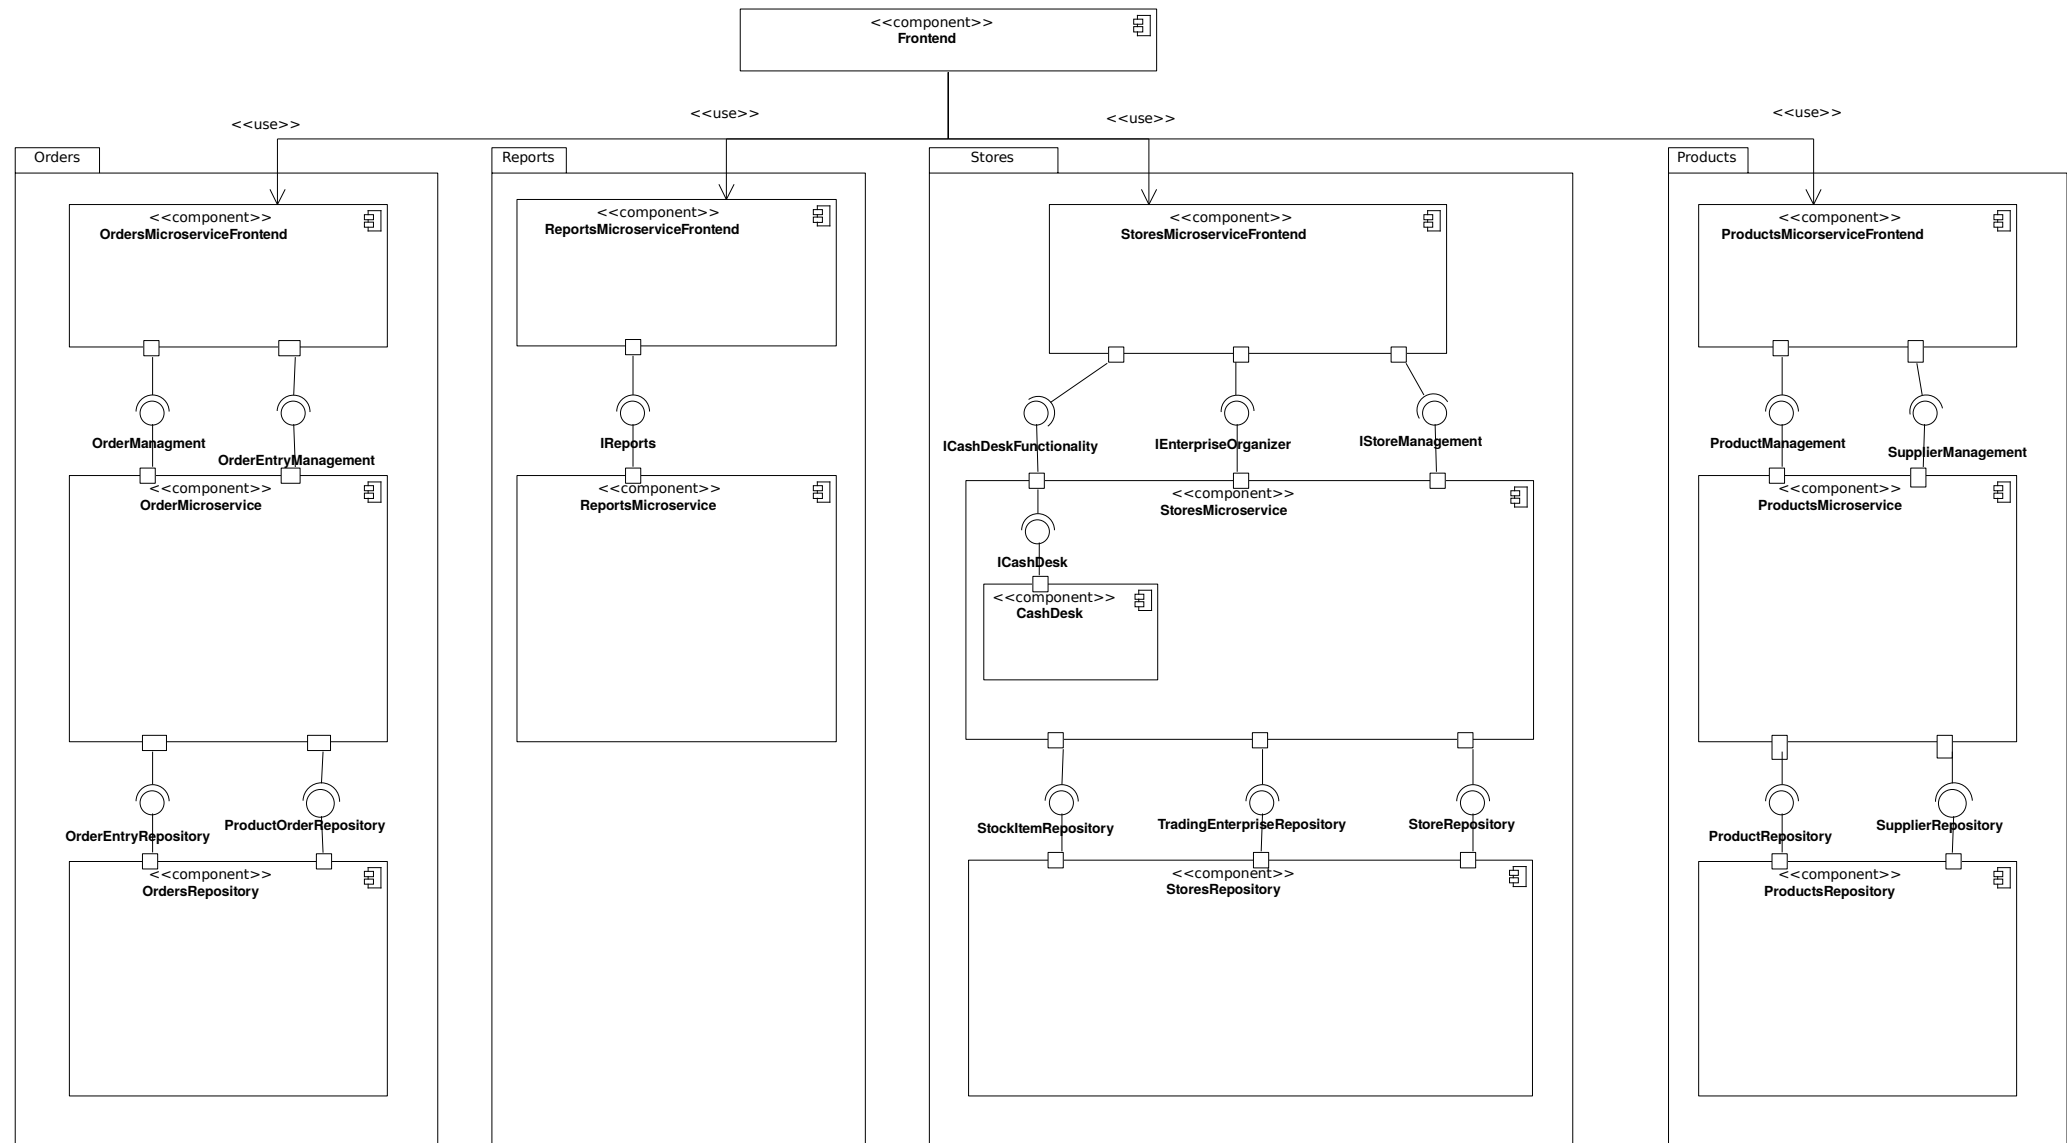 <<component>>
Frontend
<<use>>
<<use>>
<<use>>
<<use>>
Orders
Reports
Stores
Products
<<component>>
OrdersMicroserviceFrontend
<<component>>
ReportsMicroserviceFrontend
<<component>>
StoresMicroserviceFrontend
<<component>>
ProductsMicorserviceFrontend
OrderManagment
OrderEntryManagement
IReports
ICashDeskFunctionality
IEnterpriseOrganizer
IStoreManagement
ProductManagement
SupplierManagement
<<component>>
OrderMicroservice
<<component>>
ReportsMicroservice
<<component>>
StoresMicroservice
<<component>>
ProductsMicroservice
ICashDesk
<<component>>
CashDesk
OrderEntryRepository
ProductOrderRepository
StockItemRepository
TradingEnterpriseRepository
StoreRepository
ProductRepository
SupplierRepository
<<component>>
OrdersRepository
<<component>>
StoresRepository
<<component>>
ProductsRepository